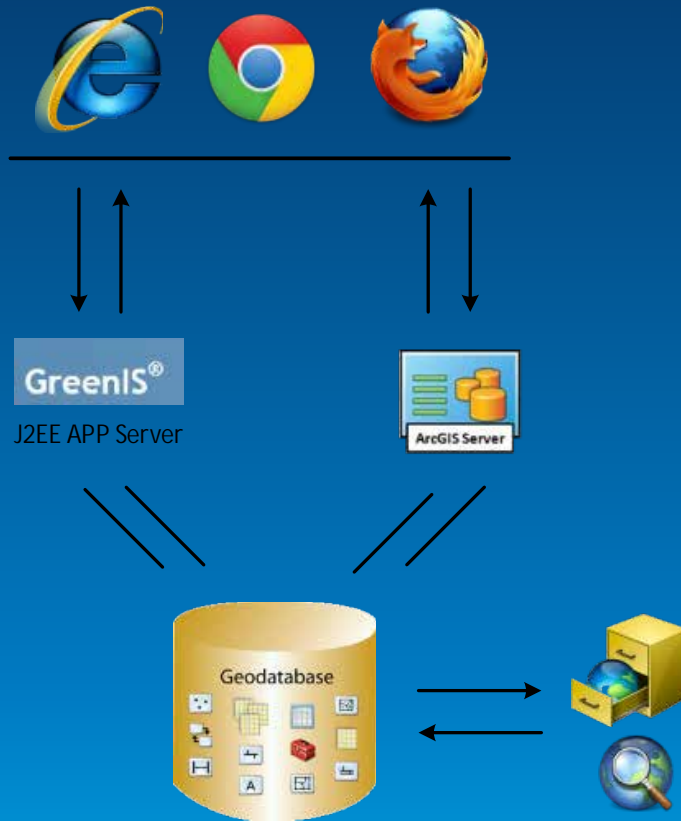 GreenIS®
J2EE APP Server
ArcGIS Server
Geodatabase
A